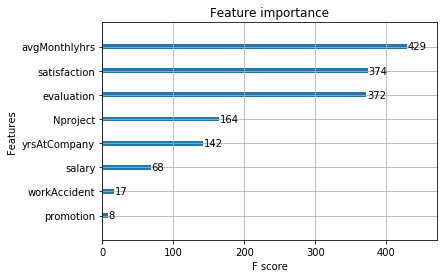 Feature importance
Features
avgMonthlyhrs 429
satisfaction 374
evaluation 372
Nproject 164
yrsAtCompany 142
salary 68
workAccident 17
promotion 8
0 100 200 300 400
F score